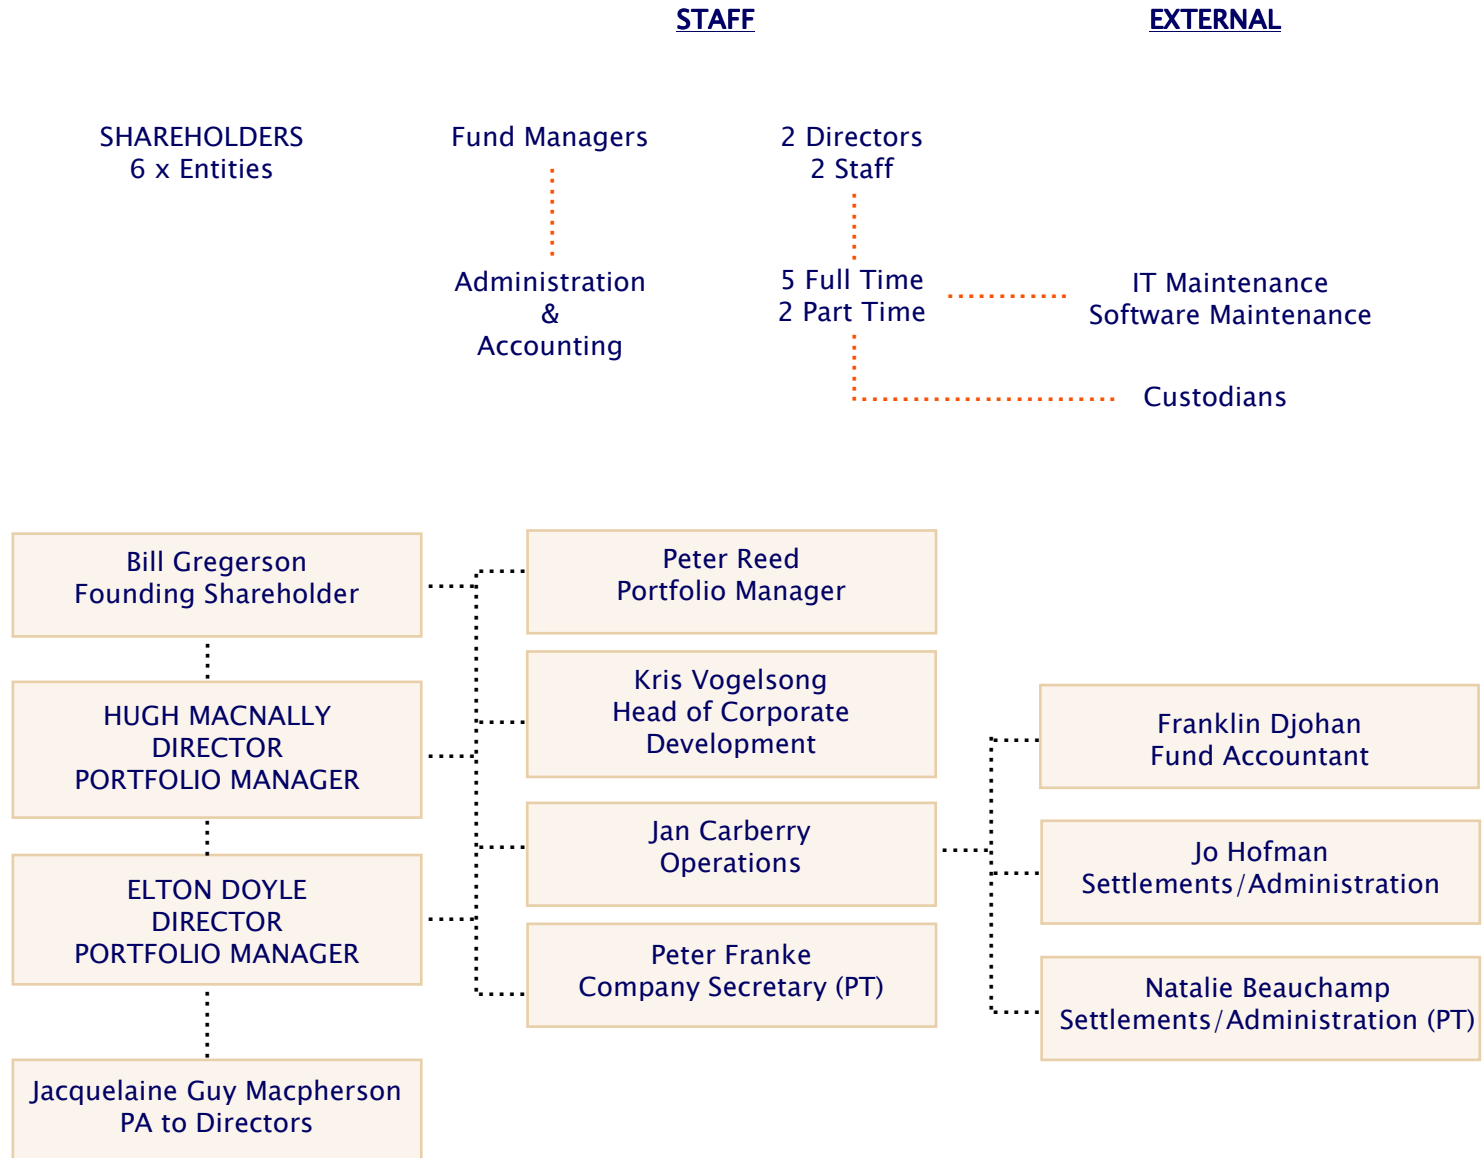 STAFF
EXTERNAL
SHAREHOLDERS
6 x Entities
Fund Managers
2 Directors
2 Staff
Administration
&
Accounting
5 Full Time
2 Part Time
IT Maintenance
Software Maintenance
Custodians
Bill Gregerson
Founding Shareholder
HUGH MACNALLY
DIRECTOR
PORTFOLIO MANAGER
ELTON DOYLE
DIRECTOR
PORTFOLIO MANAGER
Jacquelaine Guy Macpherson
PA to Directors
Peter Reed
Portfolio Manager
Kris Vogelsong
Head of Corporate
Development
Jan Carberry
Operations
Peter Franke
Company Secretary (PT)
Franklin Djohan
Fund Accountant
Jo Hofman
Settlements/Administration
Natalie Beauchamp
Settlements/Administration (PT)